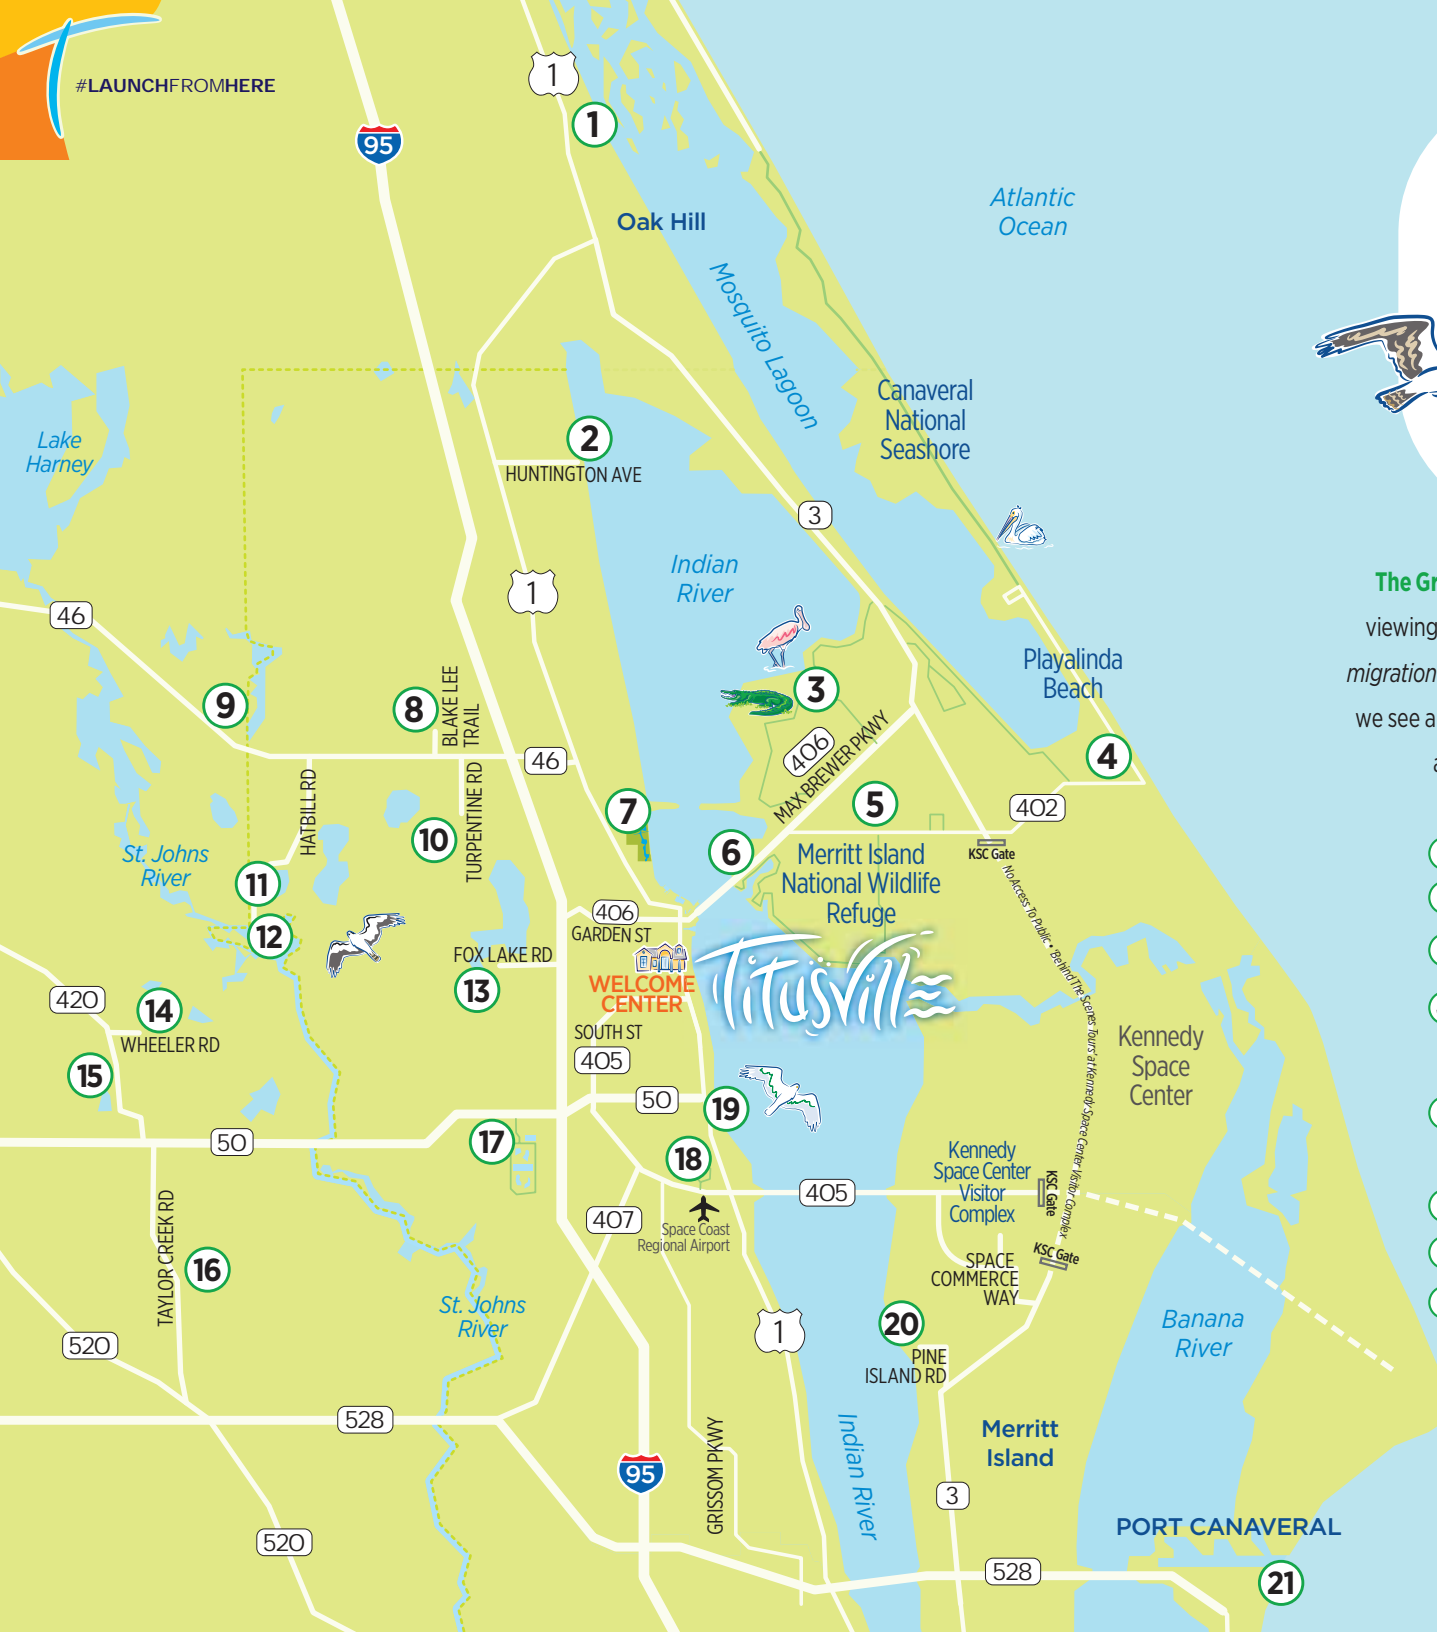 #LAUNCHFROMHERE
1
95
1
Oak Hill
Atlantic
Ocean
Mosquito Lagoon
Canaveral
National
Seashore
Lake
Harney
2
HUNTINGTON AVE
3
Indian
River
1
The Gr
viewing
migration
we see a
a
46
Playalinda
Beach
3
9
8
BLAKE LEE
TRAIL
406
MAX BREWER PKWY
4
46
5
402
7
HATBILL RD
TURPENTINE RD
10
6
Merritt Island
National Wildlife
Refuge
KSC Gate
No Access To Public • Behind The Scenes Tours' at Kennedy Space Center Visitor Complex
St. Johns
River
11
12
406
GARDEN ST
FOX LAKE RD
13
WELCOME
CENTER
Titusville
420
14
WHEELER RD
15
SOUTH ST
405
Kennedy
Space
Center
50
19
50
17
18
Kennedy
Space Center
Visitor
Complex
KSC Gate
405
407
Space Coast
Regional Airport
TAYLOR CREEK RD
16
KSC Gate
SPACE
COMMERCE
WAY
St. Johns
River
1
20
PINE
ISLAND RD
Banana
River
520
528
Indian River
Merritt
Island
95
GRISSOM PKWY
3
PORT CANAVERAL
520
528
21